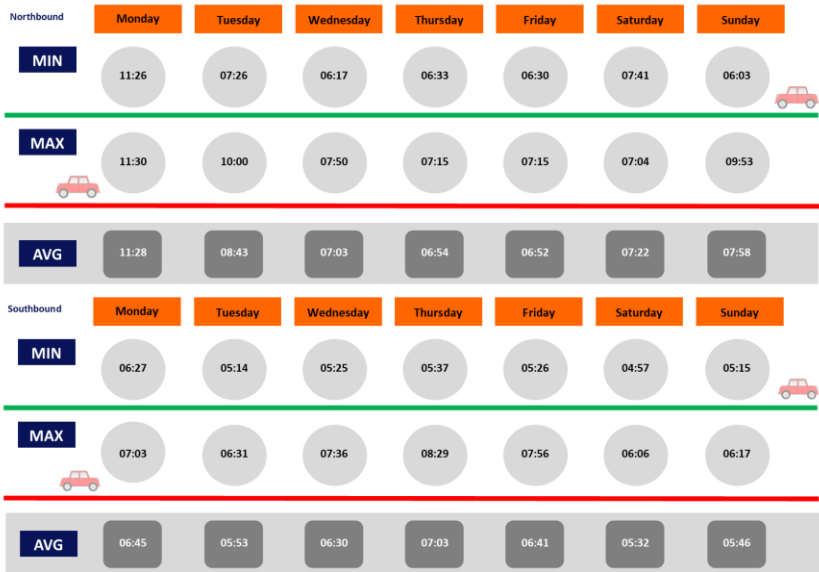 Northbound
Monday Tuesday Wednesday Thursday Friday Saturday Sunday
MIN
11:26 07:26 06:17 06:33 06:30 07:41 06:03
MAX
11:30 10:00 07:50 07:15 07:15 07:04 09:53
AVG
11:28 08:43 07:03 06:54 06:52 07:22 07:58
Southbound
Monday Tuesday Wednesday Thursday Friday Saturday Sunday
MIN
06:27 05:14 05:25 05:37 05:26 04:57 05:15
MAX
07:03 06:31 07:36 08:29 07:56 06:06 06:17
AVG
06:45 05:53 06:30 07:03 06:41 05:32 05:46